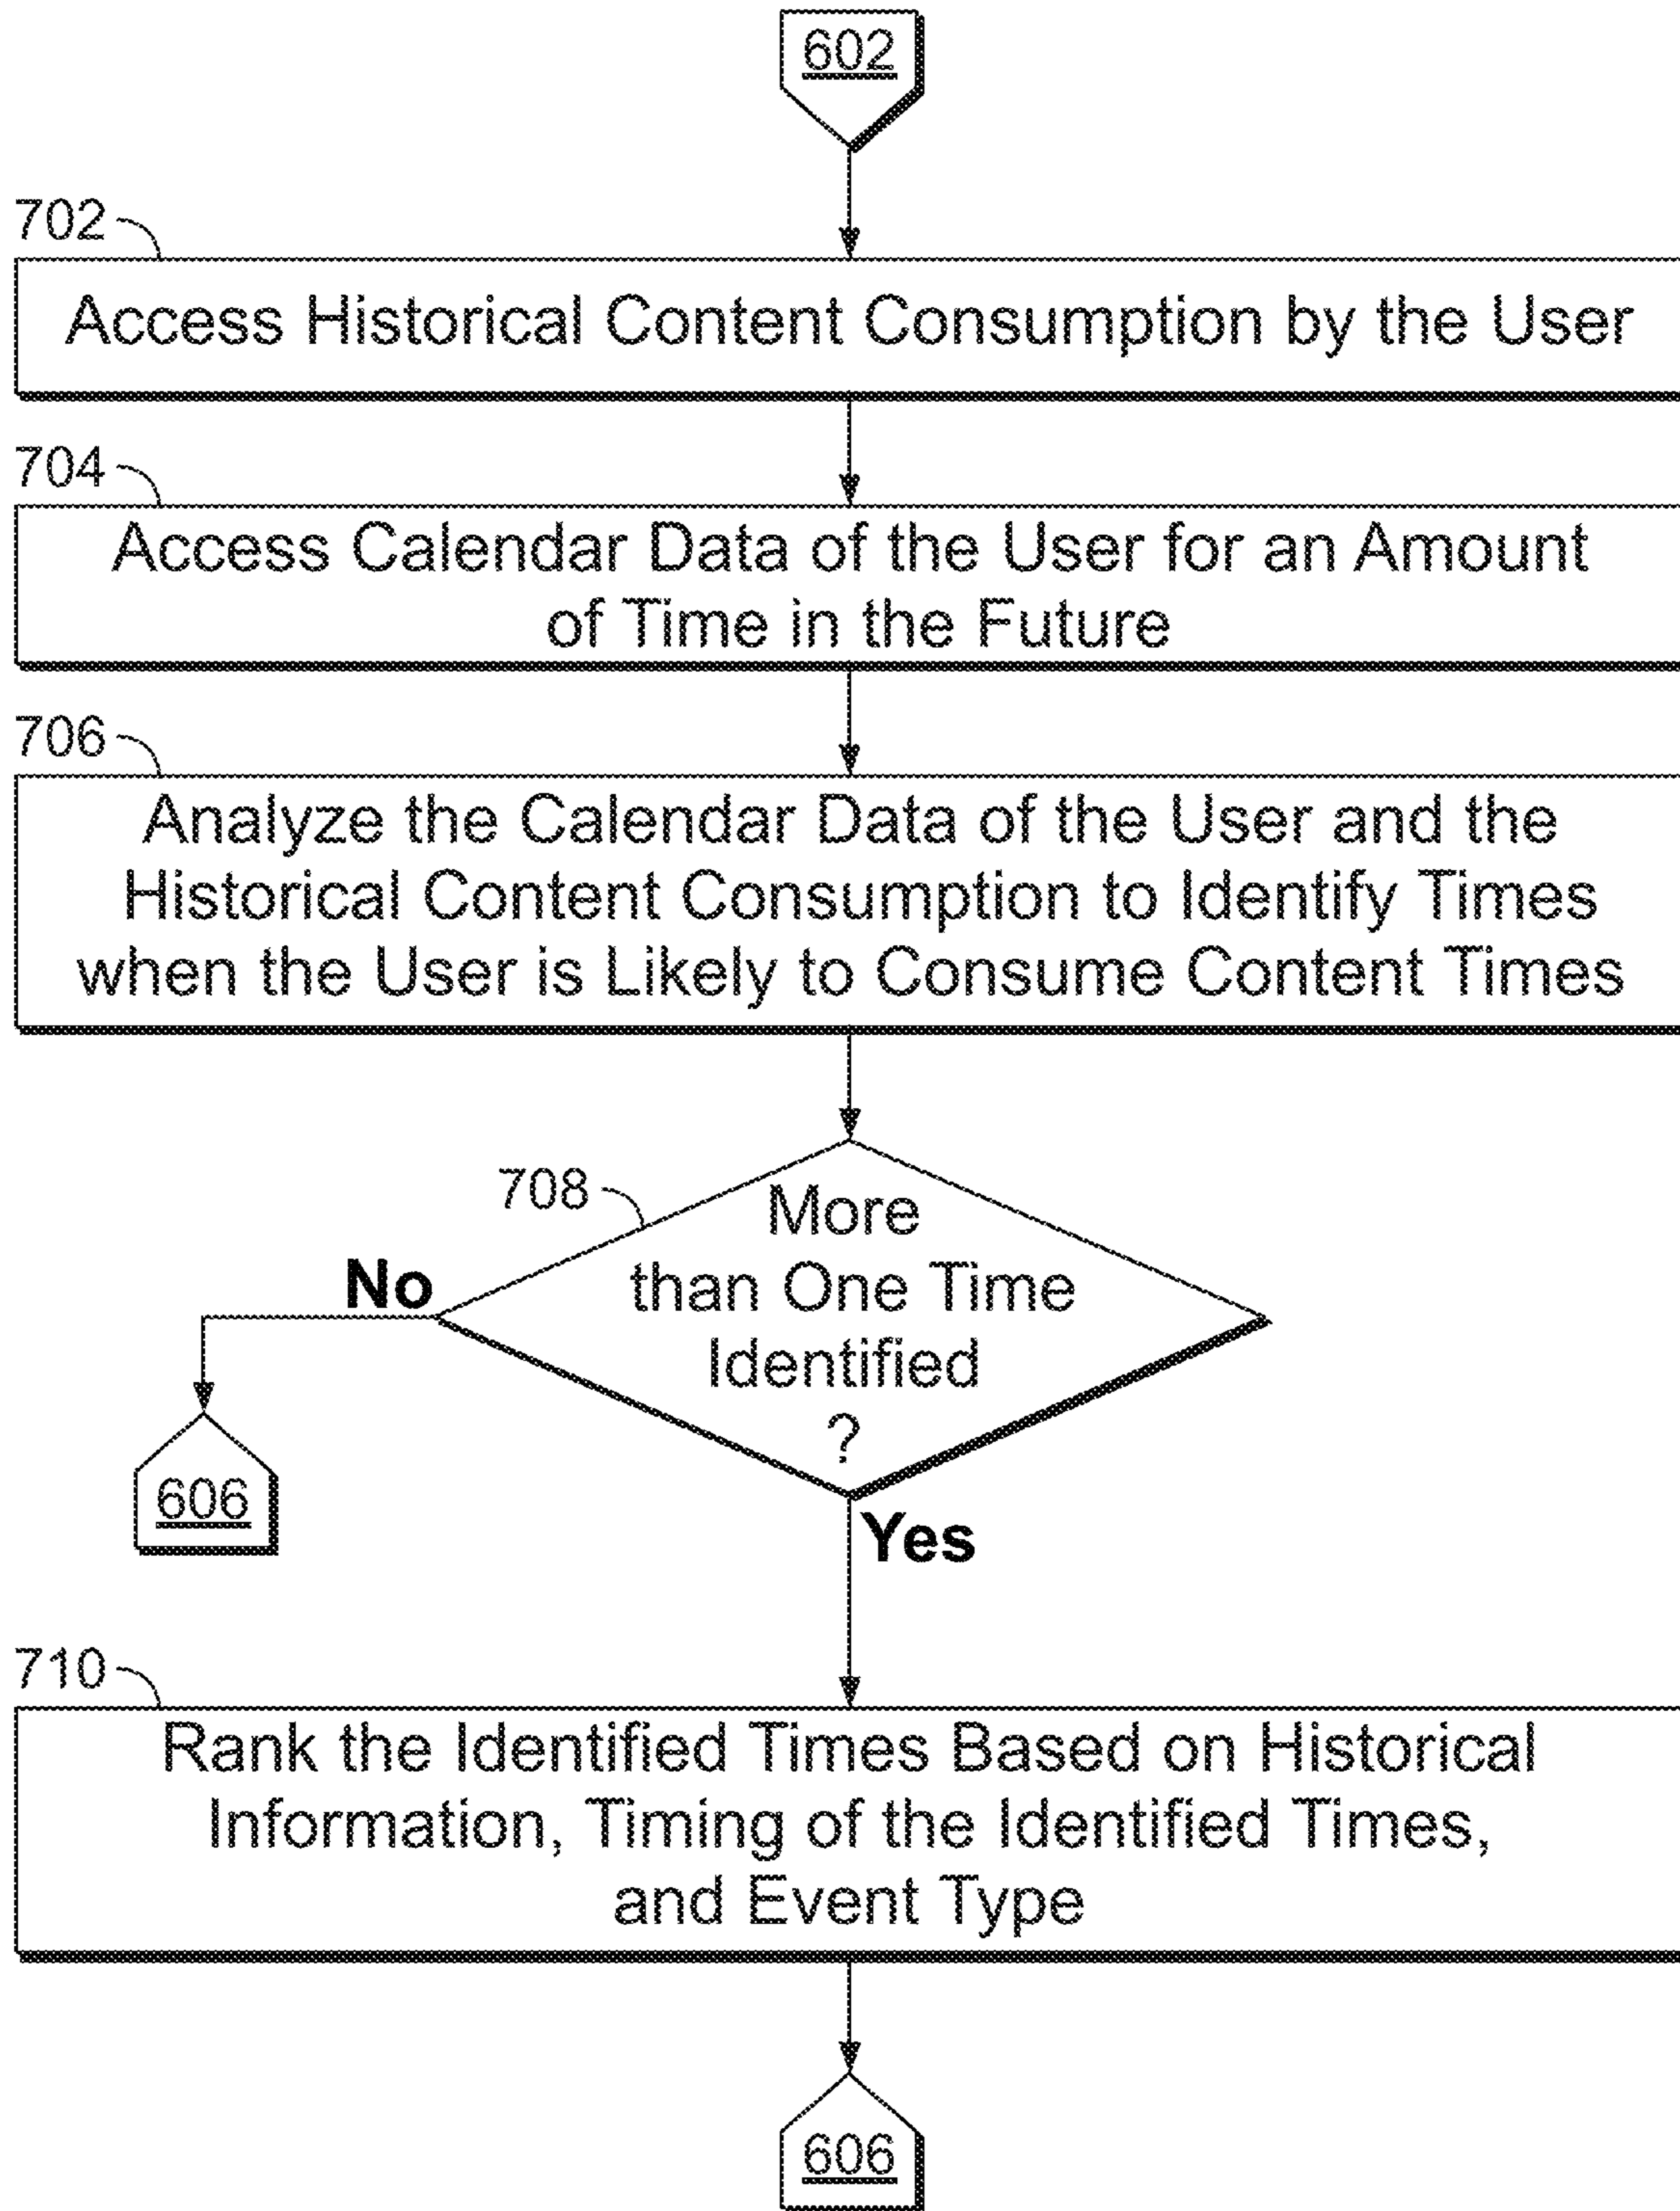 602
702
Access Historical Content Consumption by the User
704
Access Calendar Data of the User for an Amount
of Time in the Future
706
Analyze the Calendar Data of the User and the
Historical Content Consumption to Identify Times
when the User is Likely to Consume Content Times
708
More
than One Time
Identified
?
No
606
Yes
710
Rank the Identified Times Based on Historical
Information, Timing of the Identified Times,
and Event Type
606